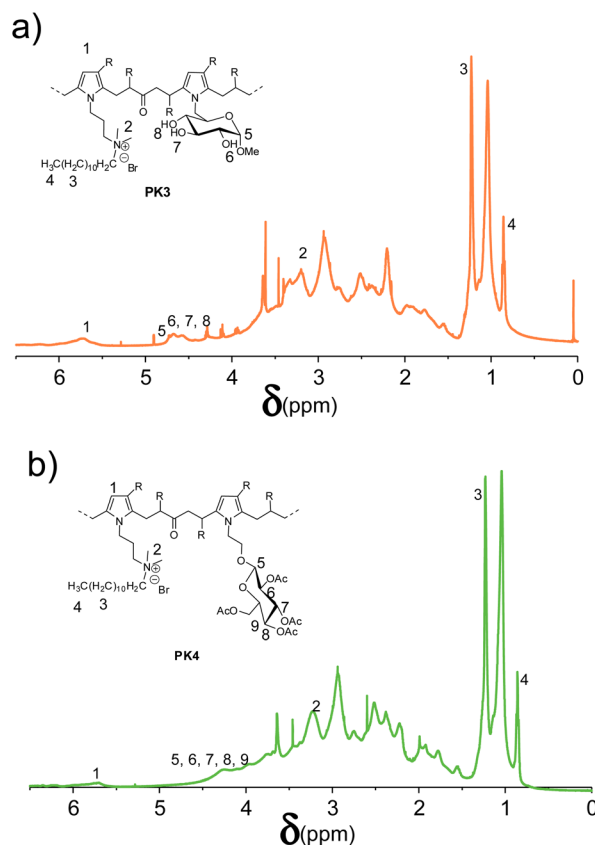 a)
1
R
R
R
R
N
O
N
2
N
⊕
⊖
Br
H3C(H2C)10H2C
4 3
8 HO
HO
7
O
5
OH
6
OMe
PK3
3
4
2
1
5
6, 7, 8
6 5 4 3 2 1 0
δ(ppm)
b)
1
R
R
R
R
N
O
N
2
N
⊕
⊖
Br
H3C(H2C)10H2C
4 3
O
5
OAc
6
O
7
AcO
OAc
9
8
OAc
PK4
3
4
2
5, 6, 7, 8, 9
1
6 5 4 3 2 1 0
δ(ppm)